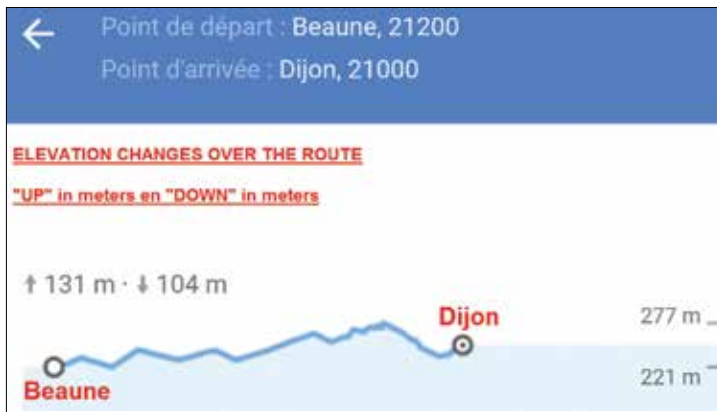 Point de départ : Beaune, 21200
Point d'arrivée : Dijon, 21000
ELEVATION CHANGES OVER THE ROUTE
"UP" in meters en "DOWN" in meters
↑ 131 m · ↓ 104 m
Dijon
277 m
221 m
Beaune